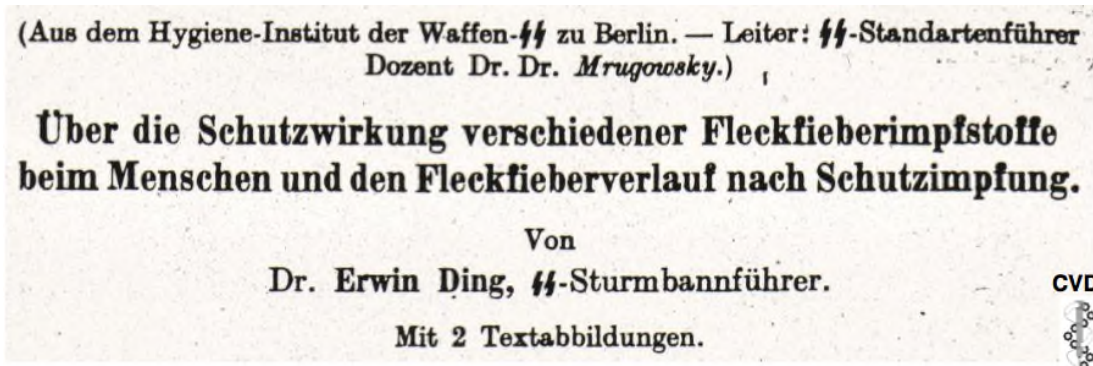 (Aus dem Hygiene-Institut der Waffen-ϟϟ zu Berlin. — Leiter: ϟϟ-Standartenführer
Dozent Dr. Dr. Mrugowsky.)
Über die Schutzwirkung verschiedener Fleckfieberimpfstoffe
beim Menschen und den Fleckfieberverlauf nach Schutzimpfung.
Von
Dr. Erwin Ding, ϟϟ-Sturmbannführer.
Mit 2 Textabbildungen.
CVD